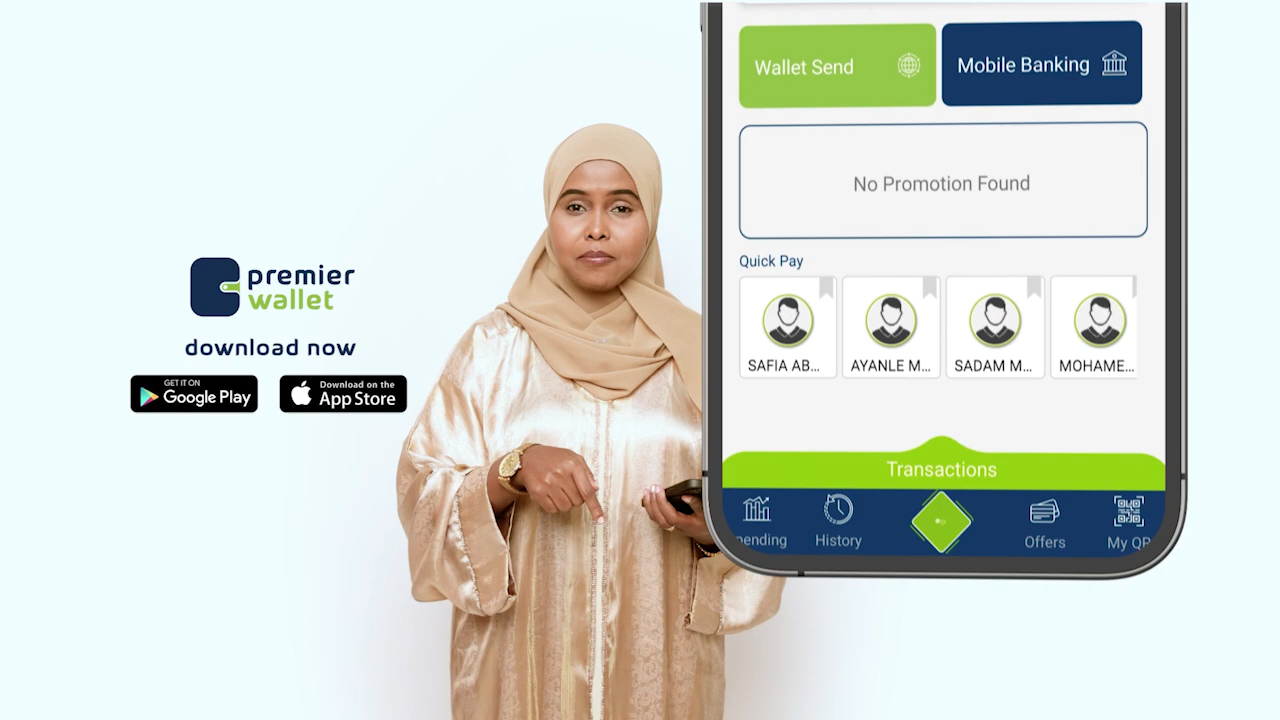 premier
wallet
download now
GET IT ON
Google Play
Download on the
App Store
Wallet Send
Mobile Banking
No Promotion Found
Quick Pay
SAFIA AB...
AYANLE M...
SADAM M...
MOHAME...
Transactions
pending
History
Offers
My QR